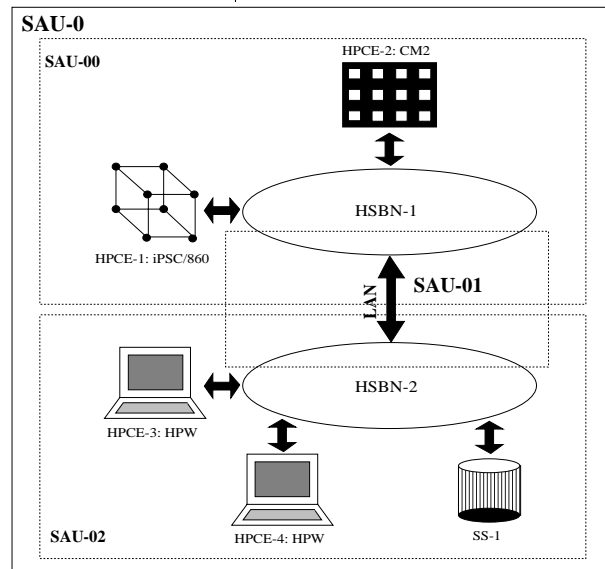 SAU-0
HPCE-2: CM2
SAU-00
HSBN-1
HPCE-1: iPSC/860
LAN
SAU-01
HSBN-2
HPCE-3: HPW
HPCE-4: HPW
SS-1
SAU-02